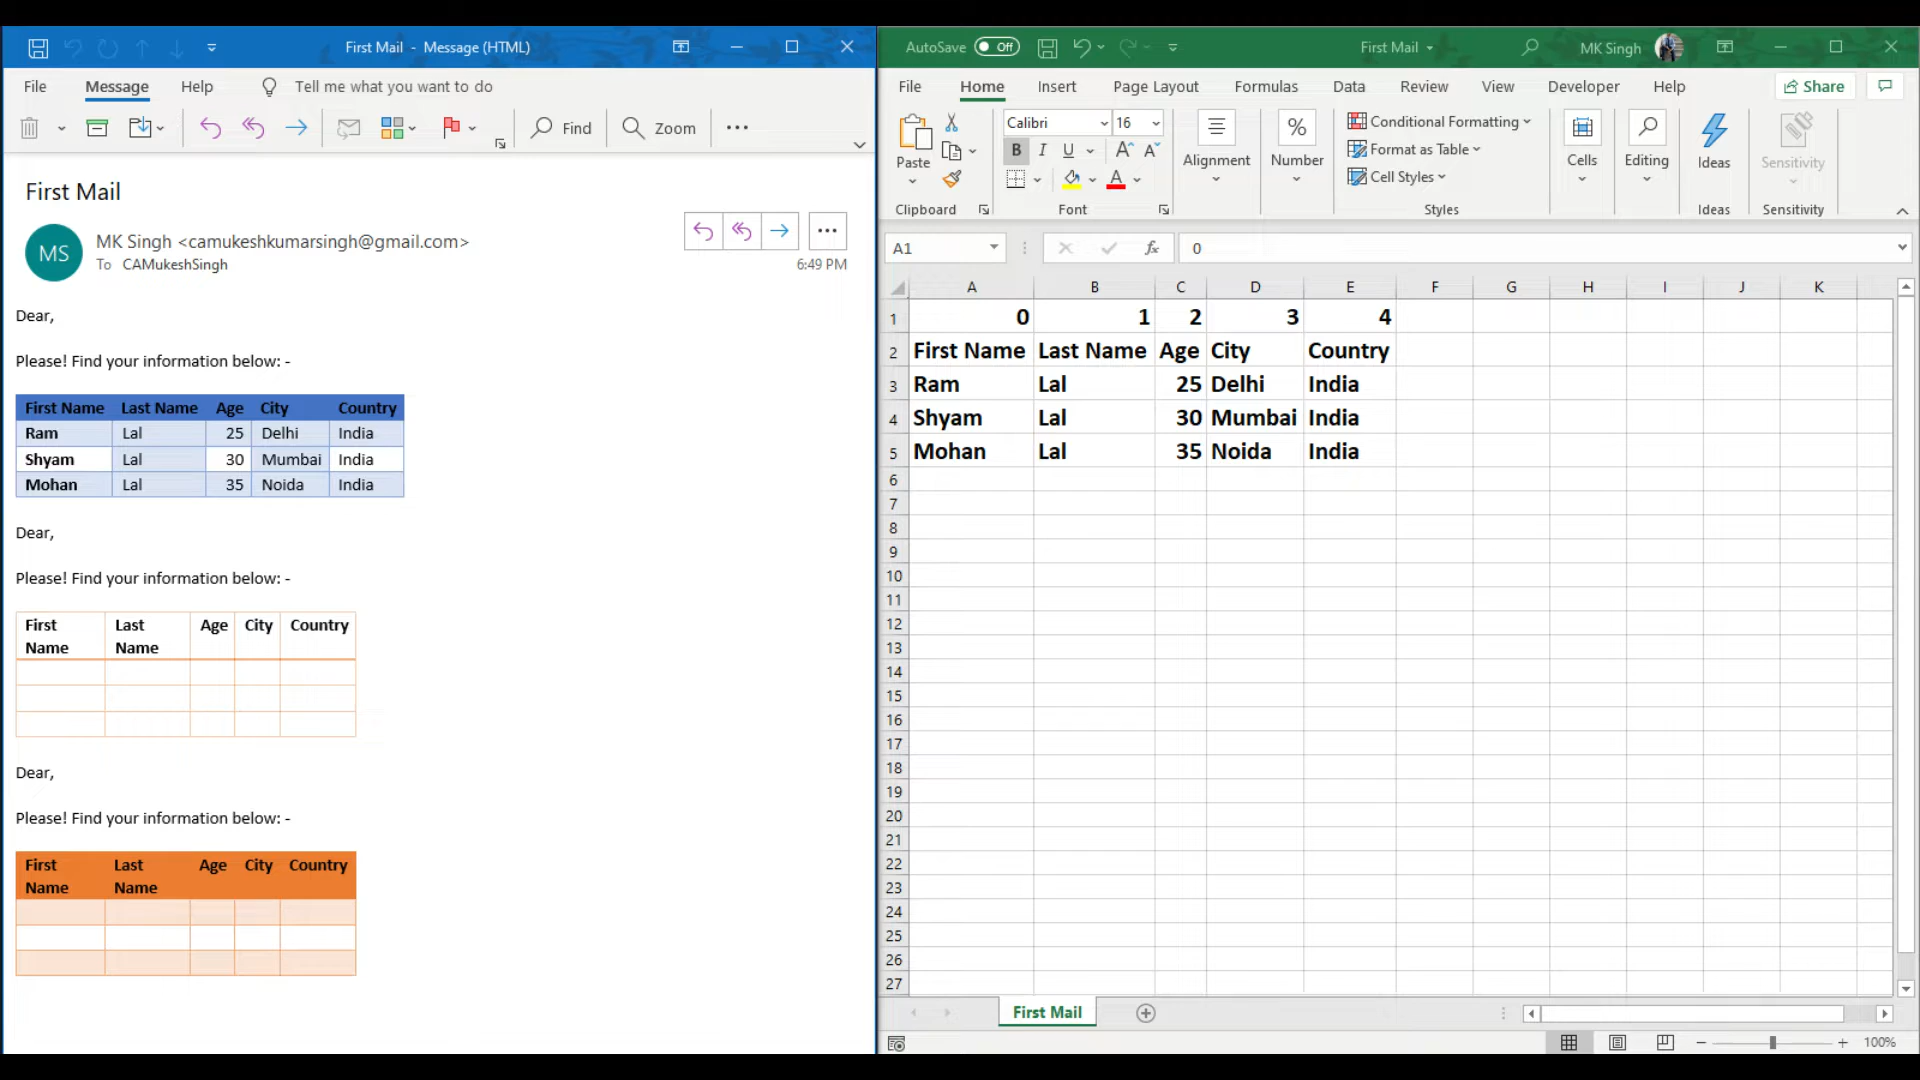 First Mail - Message (HTML)
File Message Help Tell me what you want to do
Find Zoom
First Mail
MS
MK Singh <camukeshkumarsingh@gmail.com>
To CAMukeshSingh
6:49 PM
Dear,
Please! Find your information below: -
First Name Last Name Age City Country
Ram Lal 25 Delhi India
Shyam Lal 30 Mumbai India
Mohan Lal 35 Noida India
Dear,
Please! Find your information below: -
First Name Last Name Age City Country
Dear,
Please! Find your information below: -
First Name Last Name Age City Country
AutoSave Off First Mail MK Singh
File Home Insert Page Layout Formulas Data Review View Developer Help Share
Paste Calibri 16 B I U A A A
Alignment Number
Conditional Formatting
Format as Table
Cell Styles
Cells Editing Ideas Sensitivity
Clipboard Font Styles Ideas Sensitivity
A1 fx 0
A B C D E F G H I J K
1 0 1 2 3 4
2 First Name Last Name Age City Country
3 Ram Lal 25 Delhi India
4 Shyam Lal 30 Mumbai India
5 Mohan Lal 35 Noida India
6
7
8
9
10
11
12
13
14
15
16
17
18
19
20
21
22
23
24
25
26
27
First Mail
100%